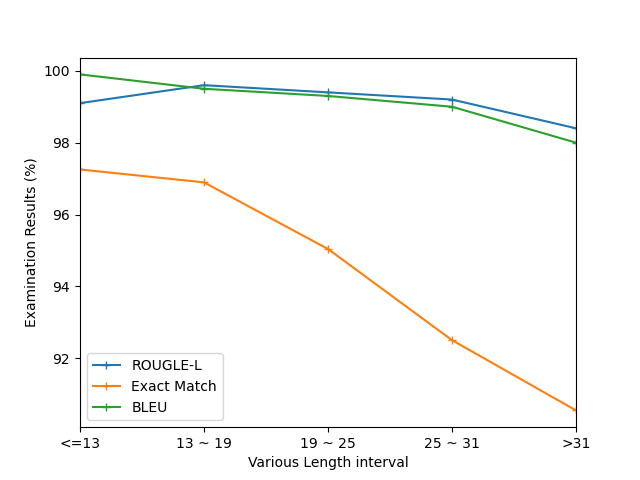 100
98
96
94
92
Examination Results (%)
ROUGLE-L
Exact Match
BLEU
<=13 13 ~ 19 19 ~ 25 25 ~ 31 >31
Various Length interval